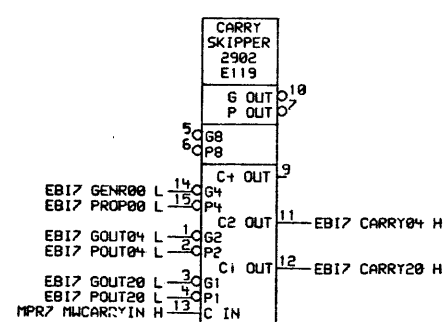 CARRY
SKIPPER
2902
E119
G OUT 10
P OUT 7
5 G8
6 P8
C+ OUT 9
EBI7 GENR00 L 14 G4
EBI7 PROP00 L 15 P4
C2 OUT 11 EBI7 CARRY04 H
EBI7 GOUT04 L 1 G2
EBI7 POUT04 L 2 P2
C1 OUT 12 EBI7 CARRY20 H
EBI7 GOUT20 L 3 G1
EBI7 POUT20 L 4 P1
MPR7 MWCARRYIN H 13 C IN